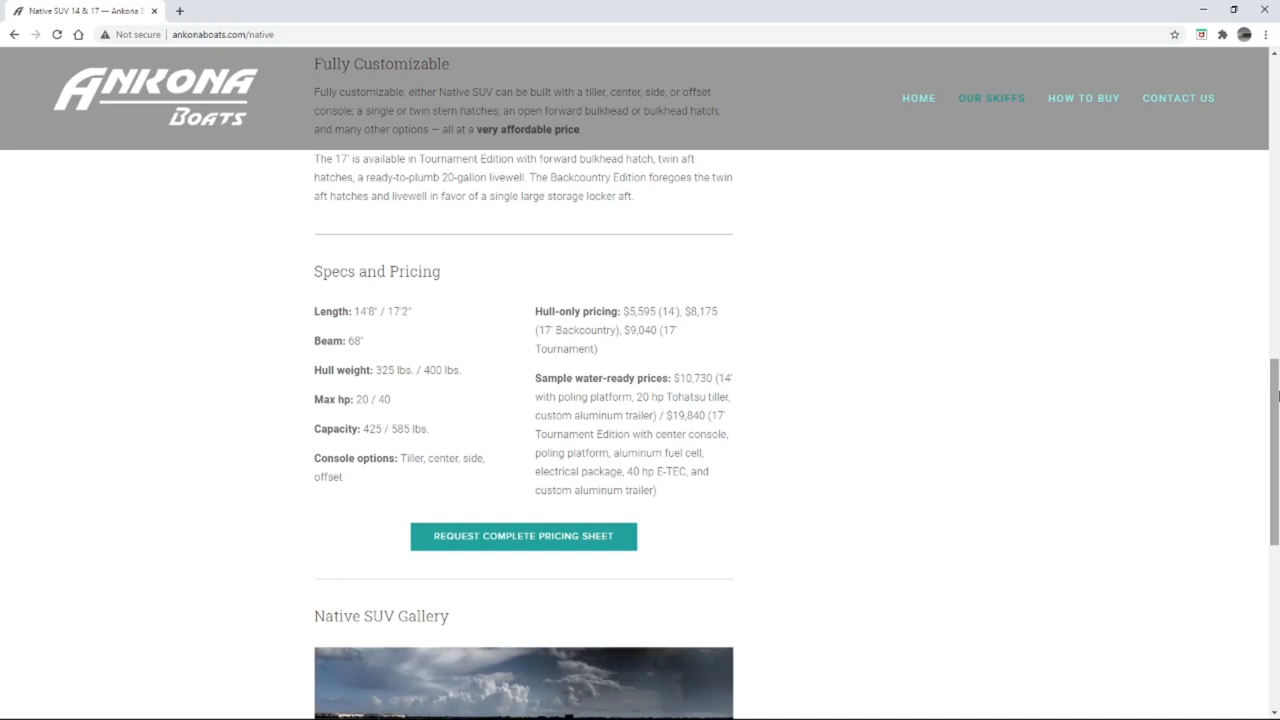 Native SUV 14 & 17 — Ankona B
Not secure
ankonaboats.com/native
ANKONA
BOATS
HOME
OUR SKIFFS
HOW TO BUY
CONTACT US
Fully Customizable
Fully customizable, either Native SUV can be built with a tiller, center, side, or offset
console; a single or twin stern hatches; an open forward bulkhead or bulkhead hatch;
and many other options — all at a very affordable price.
The 17' is available in Tournament Edition with forward bulkhead hatch, twin aft
hatches, a ready-to-plumb 20-gallon livewell. The Backcountry Edition foregoes the twin
aft hatches and livewell in favor of a single large storage locker aft.
Specs and Pricing
Length: 14'8" / 17'2"
Beam: 68"
Hull weight: 325 lbs. / 400 lbs.
Max hp: 20 / 40
Capacity: 425 / 585 lbs.
Console options: Tiller, center, side,
offset
Hull-only pricing: $5,595 (14'), $8,175
(17' Backcountry), $9,040 (17'
Tournament)
Sample water-ready prices: $10,730 (14'
with poling platform, 20 hp Tohatsu tiller,
custom aluminum trailer) / $19,840 (17'
Tournament Edition with center console,
poling platform, aluminum fuel cell,
electrical package, 40 hp E-TEC, and
custom aluminum trailer)
REQUEST COMPLETE PRICING SHEET
Native SUV Gallery